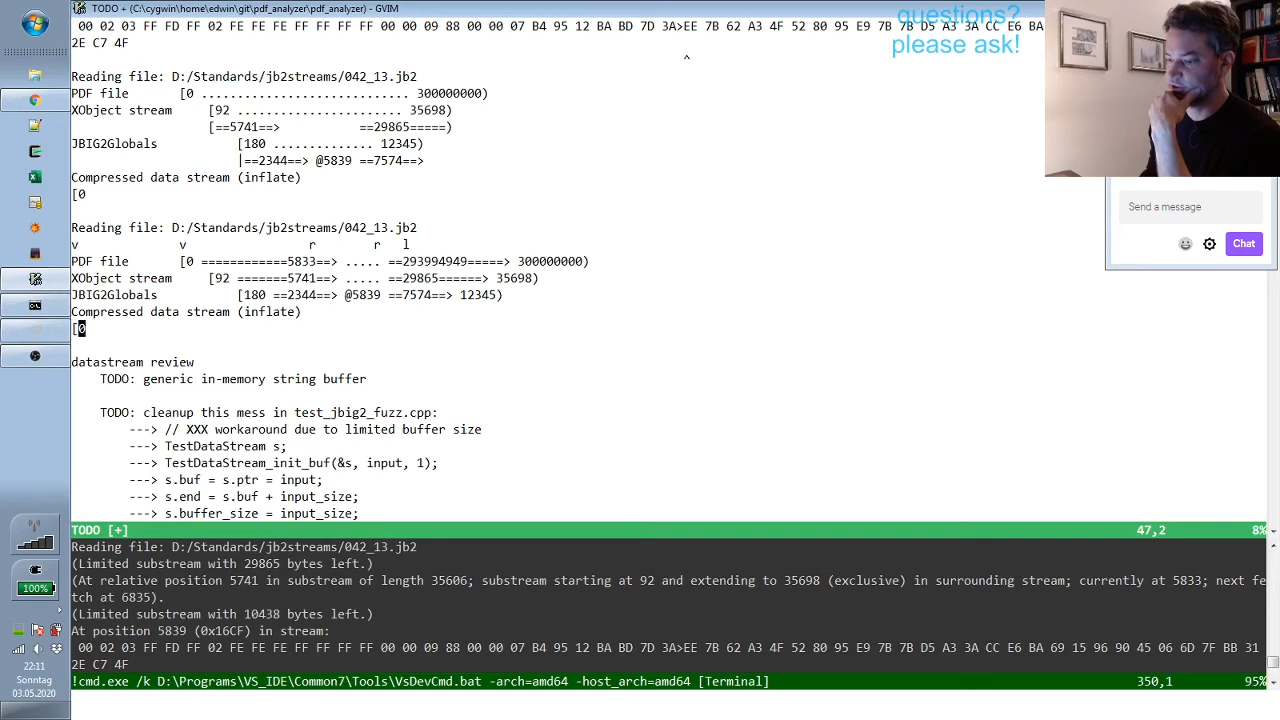 TODO + (C:\cygwin\home\edwin\git\pdf_analyzer\pdf_analyzer) - GVIM
00 02 03 FF FD FF 02 FE FE FE FF FF FF FF 00 00 09 88 00 00 07 B4 95 12 BA BD 7D 3A>EE 7B 62 A3 4F 52 80 95 E9 7B 7B D5 A3 3A CC E6 BA
2E C7 4F
^
questions?
please ask!
Reading file: D:/Standards/jb2streams/042_13.jb2
PDF file [0 ............................. 300000000)
XObject stream [92 ....................... 35698)
[==5741==> ==29865=====)
JBIG2Globals [180 .............. 12345)
|==2344==> @5839 ==7574==>
Compressed data stream (inflate)
[0
Reading file: D:/Standards/jb2streams/042_13.jb2
v v r r l
PDF file [0 ============5833==> ..... ==293994949=====> 300000000)
XObject stream [92 =======5741==> ..... ==29865======> 35698)
JBIG2Globals [180 ==2344==> @5839 ==7574==> 12345)
Compressed data stream (inflate)
[0
datastream review
TODO: generic in-memory string buffer
TODO: cleanup this mess in test_jbig2_fuzz.cpp:
---> // XXX workaround due to limited buffer size
---> TestDataStream s;
---> TestDataStream_init_buf(&s, input, 1);
---> s.buf = s.ptr = input;
---> s.end = s.buf + input_size;
---> s.buffer_size = input_size;
TODO [+] 47,2 8%
Reading file: D:/Standards/jb2streams/042_13.jb2
(Limited substream with 29865 bytes left.)
(At relative position 5741 in substream of length 35606; substream starting at 92 and extending to 35698 (exclusive) in surrounding stream; currently at 5833; next fe
tch at 6835).
(Limited substream with 10438 bytes left.)
At position 5839 (0x16CF) in stream:
00 02 03 FF FD FF 02 FE FE FE FF FF FF FF 00 00 09 88 00 00 07 B4 95 12 BA BD 7D 3A>EE 7B 62 A3 4F 52 80 95 E9 7B 7B D5 A3 3A CC E6 BA 69 15 96 90 45 06 6D 7F BB 31
2E C7 4F
!cmd.exe /k D:\Programs\VS_IDE\Common7\Tools\VsDevCmd.bat -arch=amd64 -host_arch=amd64 [Terminal] 350,1 95%
Send a message
Chat
100%
22:11
Sonntag
03.05.2020